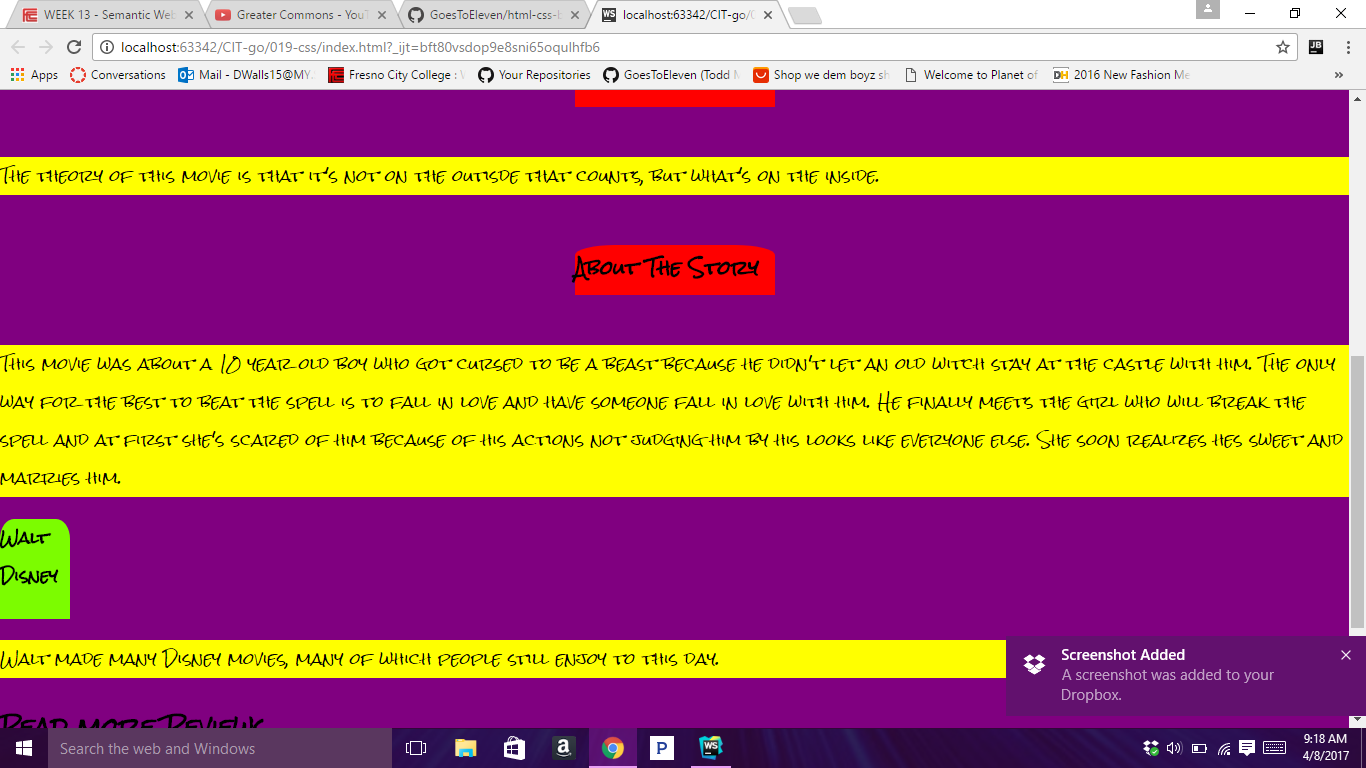 WEEK 13 - Semantic Web
Greater Commons - YouT
GoesToEleven/html-css-b
localhost:63342/CIT-go/0
localhost:63342/CIT-go/019-css/index.html?_ijt=bft80vsdop9e8sni65oqulhfb6
Apps
Conversations
Mail - DWalls15@MY.
Fresno City College : W
Your Repositories
GoesToEleven (Todd M
Shop we dem boyz sh
Welcome to Planet of
2016 New Fashion Me
The theory of this movie is that it's not on the outisde that counts, but what's on the inside.
About The Story
This movie was about a 10 year old boy who got cursed to be a beast because he didn't let an old witch stay at the castle with him. The only
way for the best to beat the spell is to fall in love and have someone fall in love with him. He finally meets the girl who will break the
spell and at first she's scared of him because of his actions not judging him by his looks like everyone else. She soon realizes hes sweet and
marries him.
Walt
Disney
Walt made many Disney movies, many of which people still enjoy to this day.
Screenshot Added
A screenshot was added to your
Dropbox.
Read more Reviews
Search the web and Windows
9:18 AM
4/8/2017